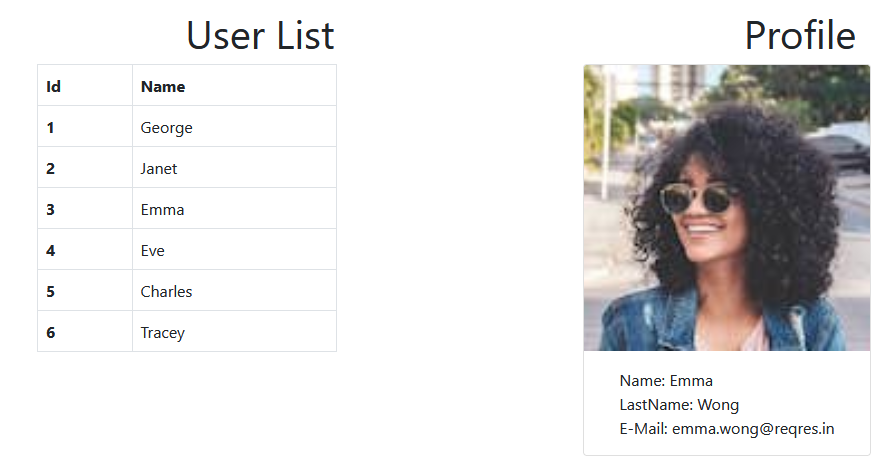 User List
Id Name
1 George
2 Janet
3 Emma
4 Eve
5 Charles
6 Tracey
Profile
Name: Emma
LastName: Wong
E-Mail: emma.wong@reqres.in